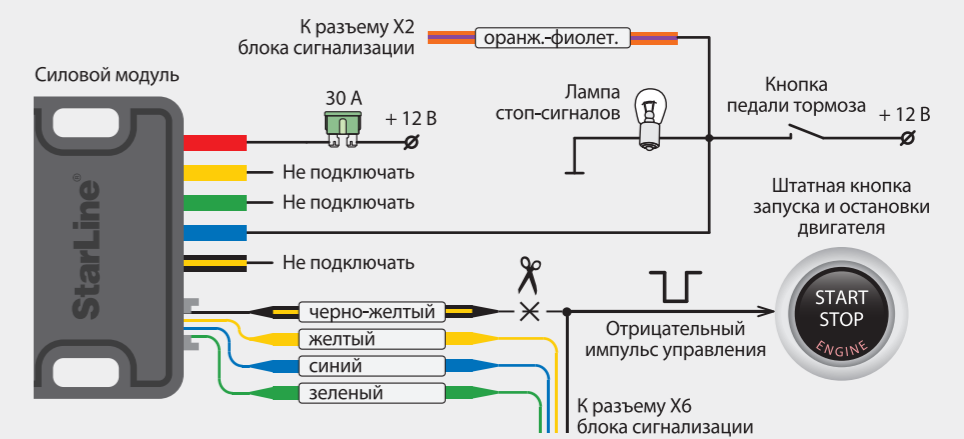 К разъему X2
блока сигнализации
оранж.-фиолет.
Силовой модуль
30 А
+ 12 В
Лампа
стоп-сигналов
Кнопка
педали тормоза
+ 12 В
Не подключать
Не подключать
Не подключать
StarLine®
Штатная кнопка
запуска и остановки
двигателя
START
STOP
ENGINE
черно-желтый
желтый
синий
зеленый
Отрицательный
импульс управления
К разъему X6
блока сигнализации